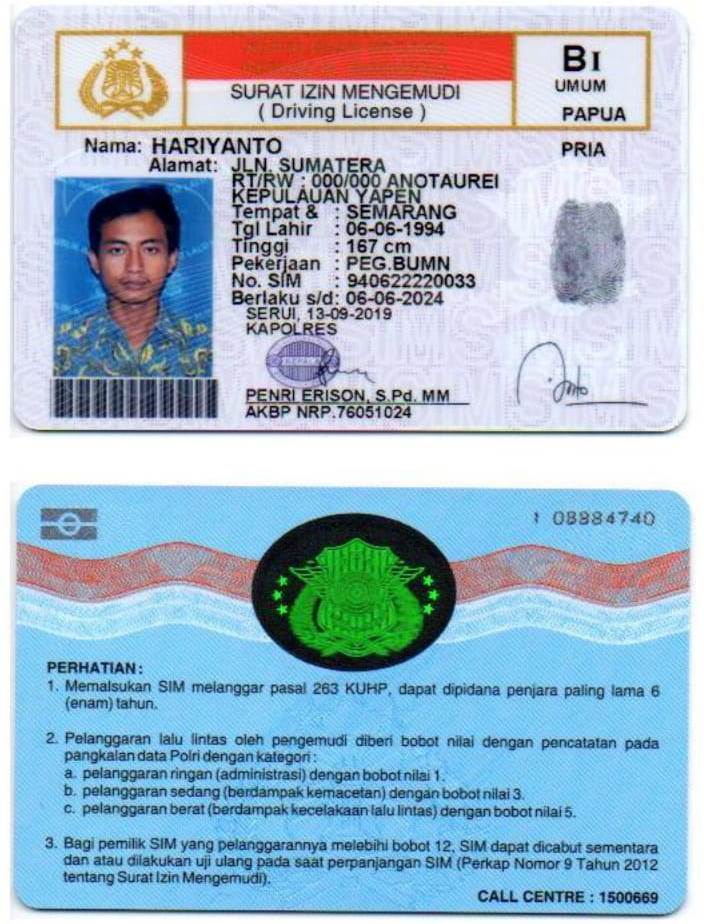 SURAT IZIN MENGEMUDI
( Driving License )
BI
UMUM
PAPUA
Nama: HARIYANTO
PRIA
Alamat: JLN. SUMATERA
RT/RW : 000/000 ANOTAUREI
KEPULAUAN YAPEN
Tempat & : SEMARANG
Tgl Lahir : 06-06-1994
Tinggi : 167 cm
Pekerjaan : PEG.BUMN
No. SIM : 940622220033
Berlaku s/d: 06-06-2024
SERUI, 13-09-2019
KAPOLRES
PENRI ERISON, S.Pd. MM
AKBP NRP.76051024
08884740
PERHATIAN :
1. Memalsukan SIM melanggar pasal 263 KUHP, dapat dipidana penjara paling lama 6
(enam) tahun.
2. Pelanggaran lalu lintas oleh pengemudi diberi bobot nilai dengan pencatatan pada
pangkalan data Polri dengan kategori :
a. pelanggaran ringan (administrasi) dengan bobot nilai 1.
b. pelanggaran sedang (berdampak kemacetan) dengan bobot nilai 3.
c. pelanggaran berat (berdampak kecelakaan lalu lintas) dengan bobot nilai 5.
3. Bagi pemilik SIM yang pelanggarannya melebihi bobot 12, SIM dapat dicabut sementara
dan atau dilakukan uji ulang pada saat perpanjangan SIM (Perkap Nomor 9 Tahun 2012
tentang Surat Izin Mengemudi).
CALL CENTRE : 1500669